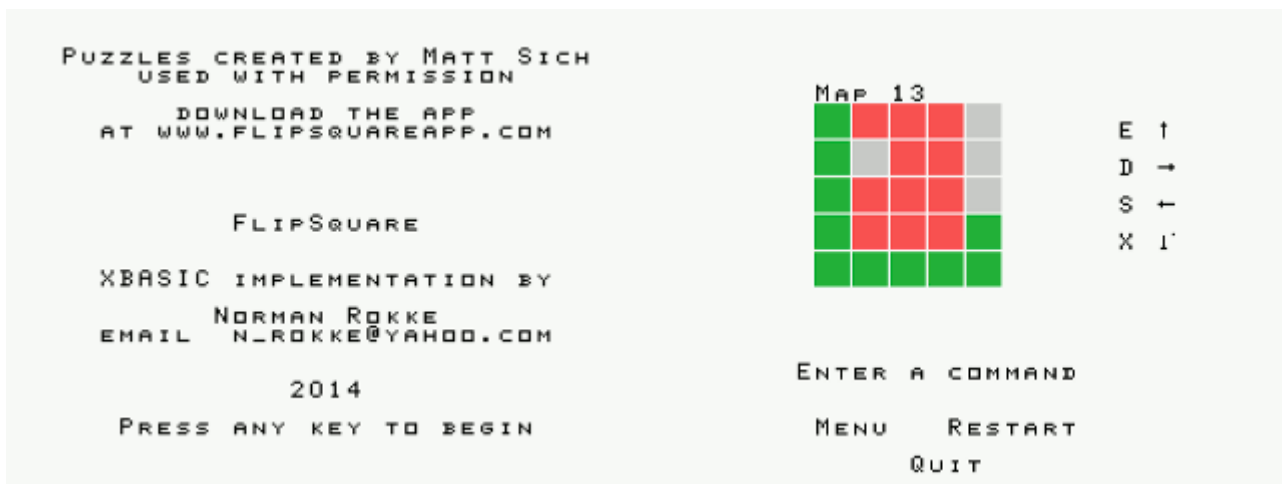 Puzzles created by Matt Sich
used with permission
download the app
at www.flipsquareapp.com
FlipSquare
XBASIC implementation by
Norman Rokke
email n_rokke@yahoo.com
2014
Press any key to begin
Map 13
E ↑
D →
S ←
X ↓
Enter a command
Menu Restart
Quit